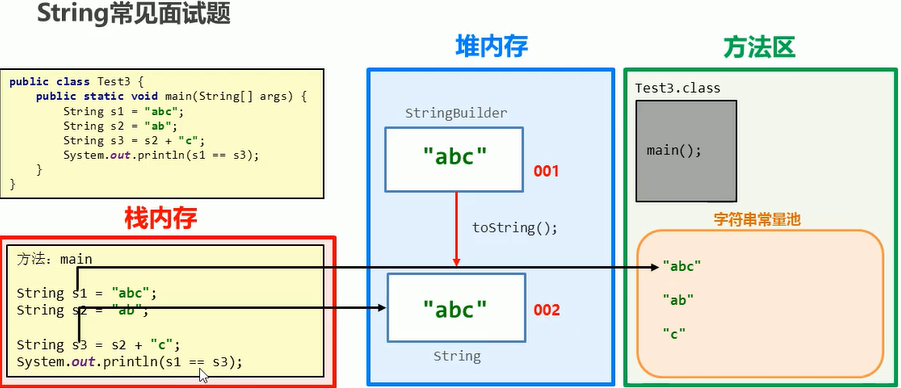 String常见面试题
public class Test3 {
public static void main(String[] args) {
String s1 = "abc";
String s2 = "ab";
String s3 = s2 + "c";
System.out.println(s1 == s3);
}
}
栈内存
方法: main
String s1 = "abc";
String s2 = "ab";
String s3 = s2 + "c";
System.out.println(s1 == s3);
堆内存
StringBuilder
"abc"
001
toString();
"abc"
002
String
方法区
Test3.class
main();
字符串常量池
"abc"
"ab"
"c"